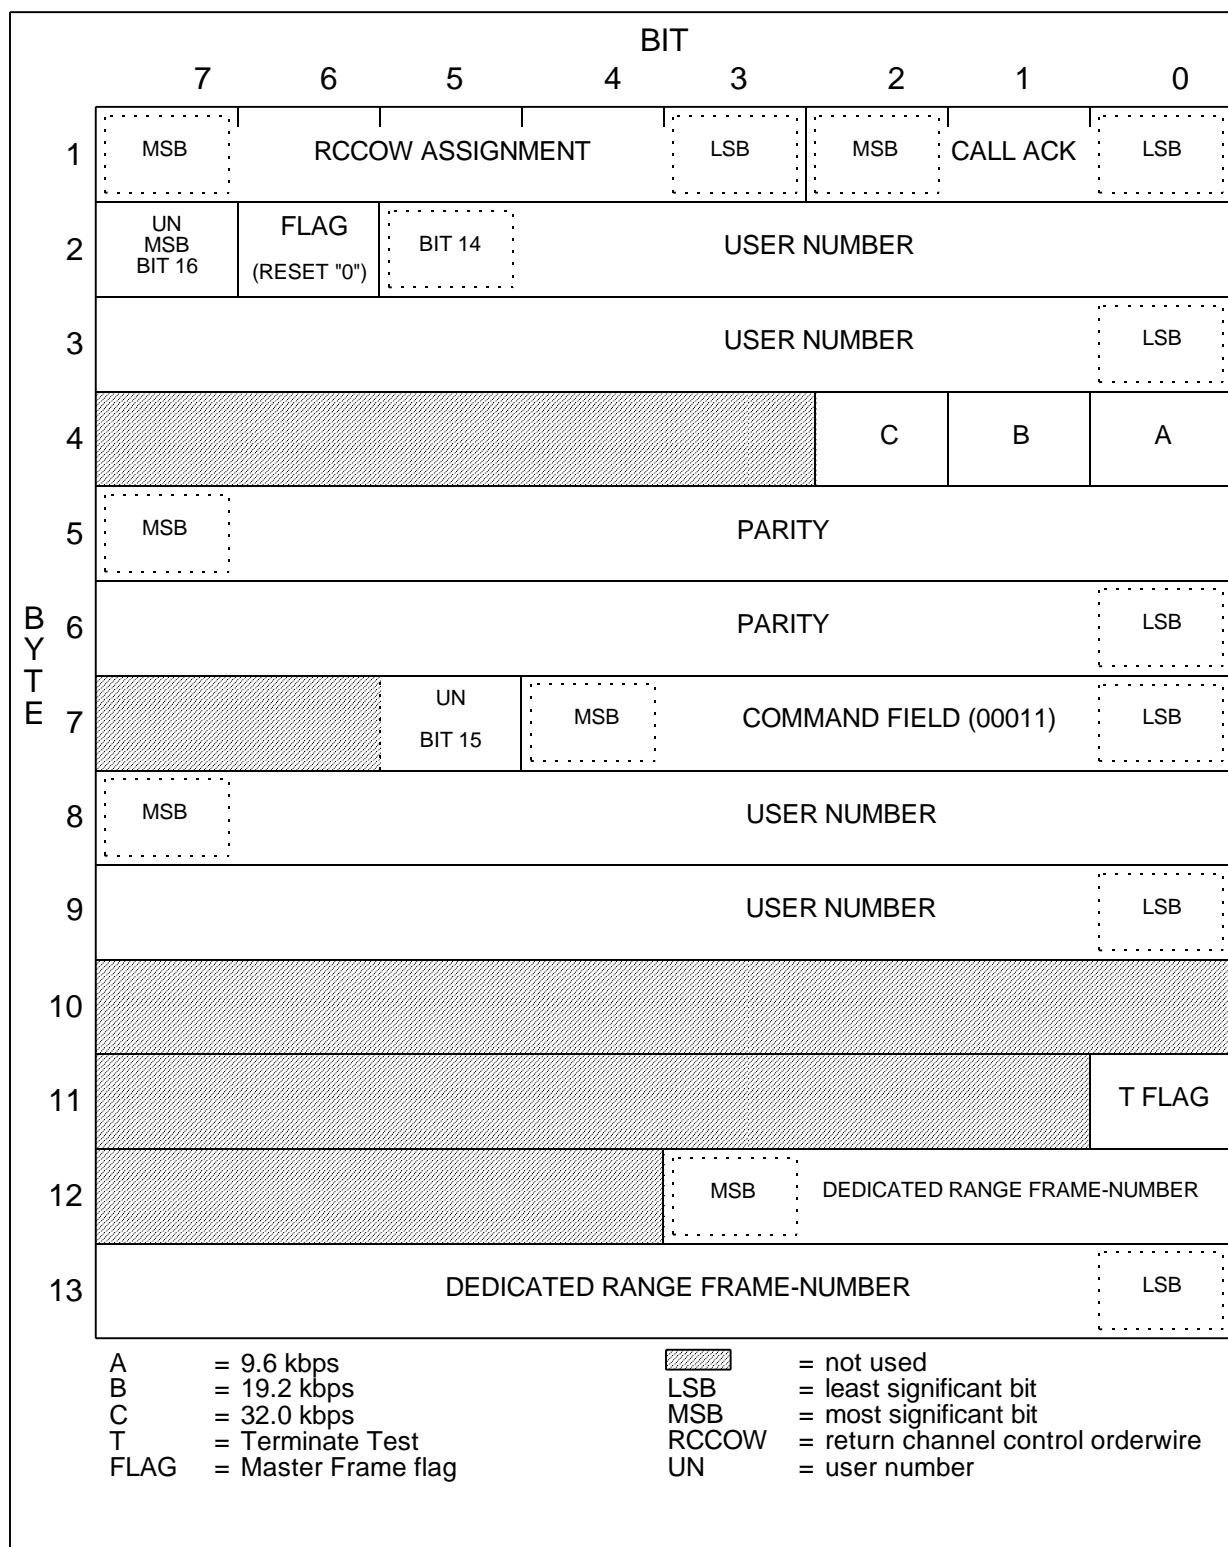 BIT
7 6 5 4 3 2 1 0
1 MSB RCCOW ASSIGNMENT LSB MSB CALL ACK LSB
2 UN MSB BIT 16 FLAG (RESET "0") BIT 14 USER NUMBER
3 USER NUMBER LSB
4 C B A
5 MSB PARITY
BYTE
6 PARITY LSB
7 UN BIT 15 MSB COMMAND FIELD (00011) LSB
8 MSB USER NUMBER
9 USER NUMBER LSB
10
11 T FLAG
12 MSB DEDICATED RANGE FRAME-NUMBER
13 DEDICATED RANGE FRAME-NUMBER LSB
A = 9.6 kbps
B = 19.2 kbps
C = 32.0 kbps
T = Terminate Test
FLAG = Master Frame flag
= not used
LSB = least significant bit
MSB = most significant bit
RCCOW = return channel control orderwire
UN = user number